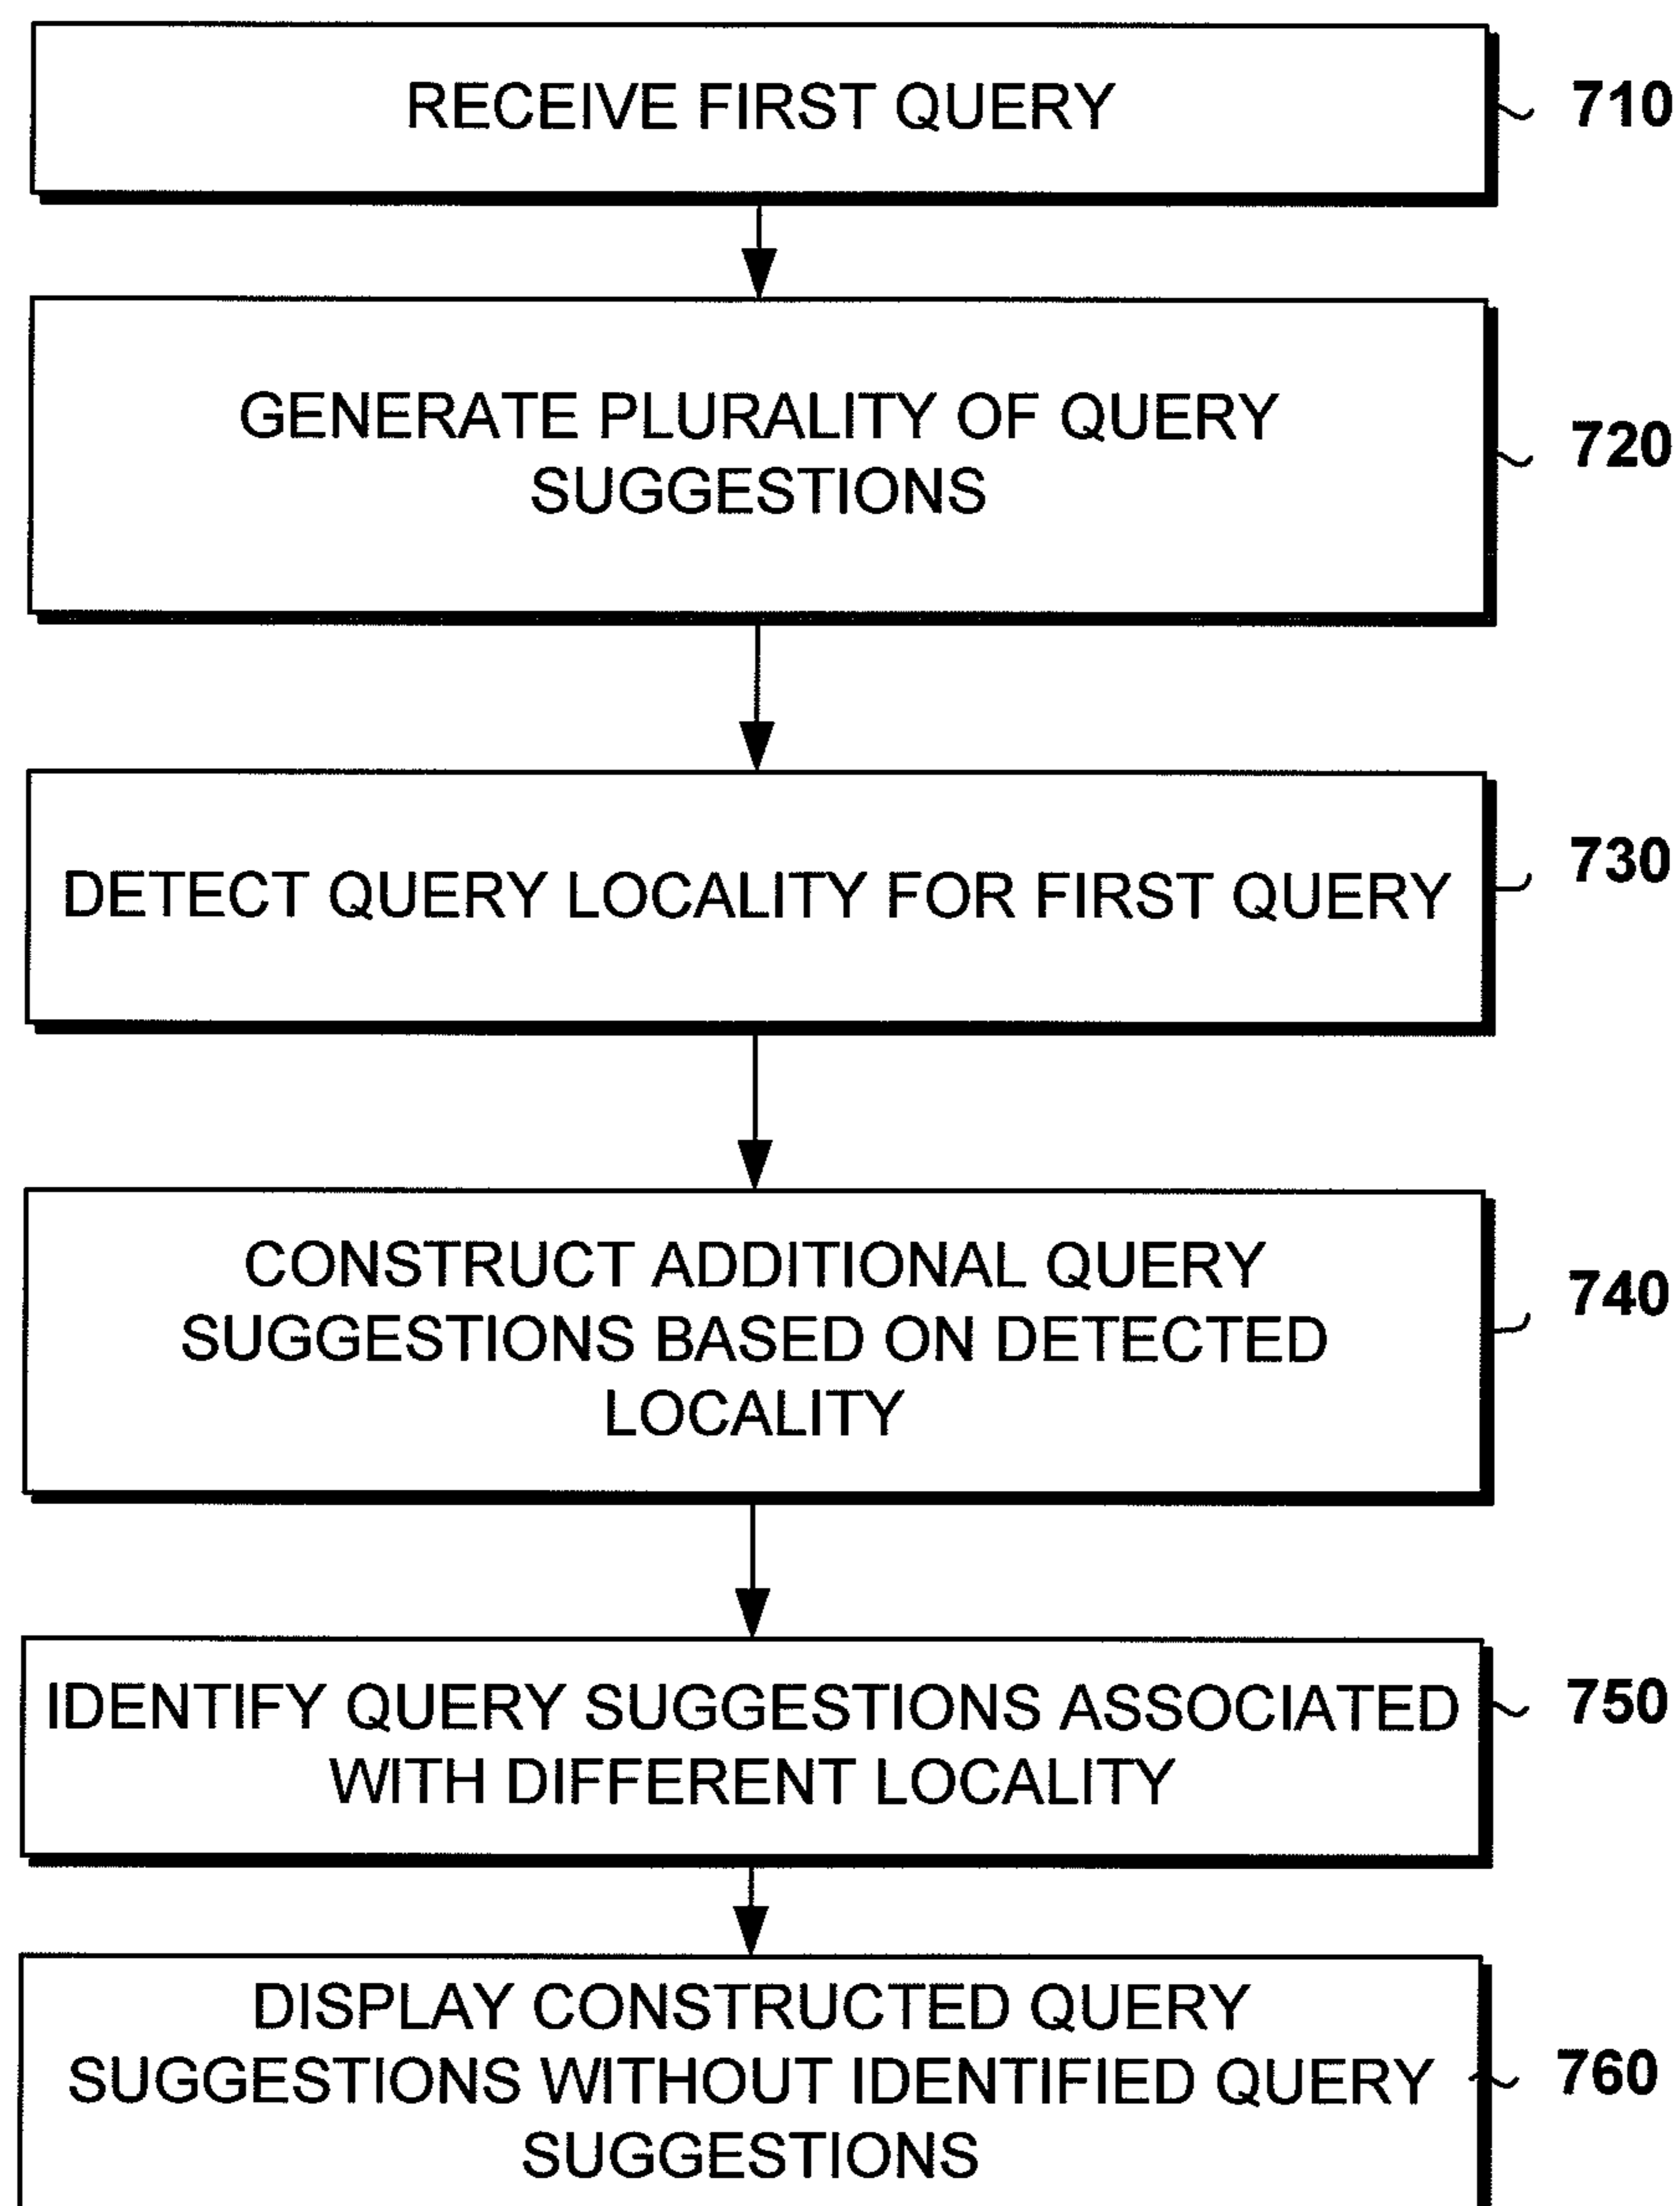 RECEIVE FIRST QUERY
710
GENERATE PLURALITY OF QUERY
SUGGESTIONS
720
DETECT QUERY LOCALITY FOR FIRST QUERY
730
CONSTRUCT ADDITIONAL QUERY
SUGGESTIONS BASED ON DETECTED
LOCALITY
740
IDENTIFY QUERY SUGGESTIONS ASSOCIATED
WITH DIFFERENT LOCALITY
750
DISPLAY CONSTRUCTED QUERY
SUGGESTIONS WITHOUT IDENTIFIED QUERY
SUGGESTIONS
760